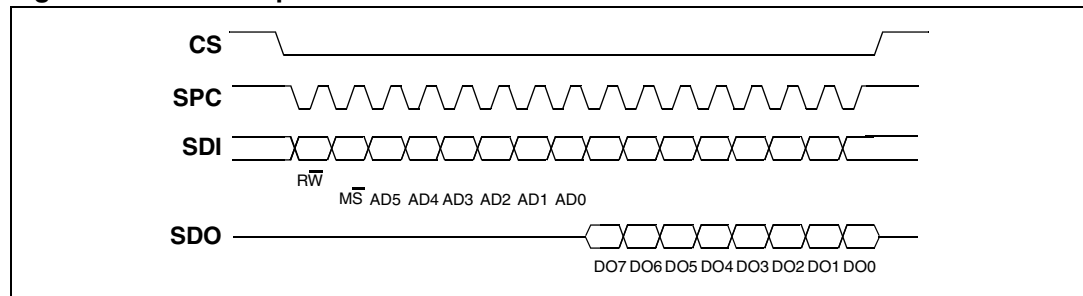 CS
SPC
SDI
RW
MS AD5 AD4 AD3 AD2 AD1 AD0
SDO
DO7 DO6 DO5 DO4 DO3 DO2 DO1 DO0